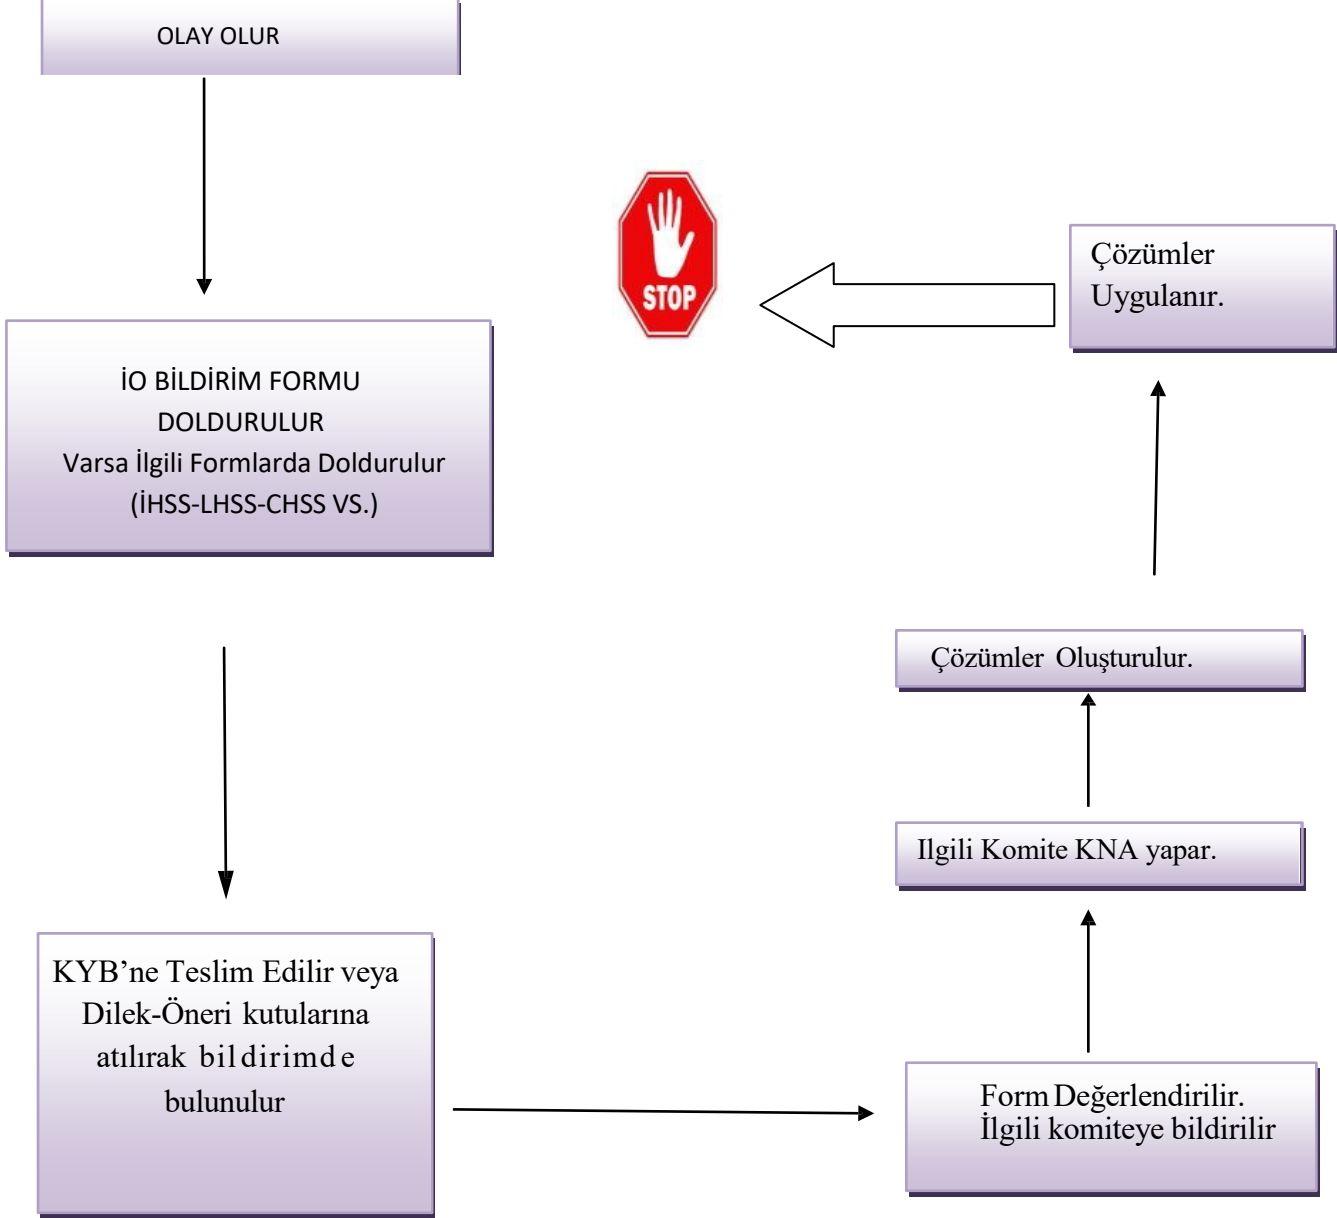 OLAY OLUR
İO BİLDİRİM FORMU
DOLDURULUR
Varsa İlgili Formlarda Doldurulur
(İHSS-LHSS-CHSS VS.)
KYB’ne Teslim Edilir veya
Dilek-Öneri kutularına
atılırak bildirimde
bulunulur
Form Değerlendirilir.
İlgili komiteye bildirilir
Ilgili Komite KNA yapar.
Çözümler Oluşturulur.
Çözümler
Uygulanır.
STOP